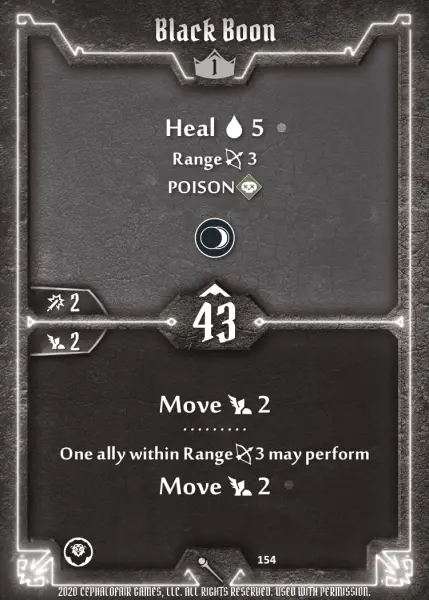 Black Boon
1
Heal 5
Range 3
POISON
2
43
2
Move 2
One ally within Range 3 may perform
Move 2
154
2020 CEPHALOFAIR GAMES, LLC. ALL RIGHTS RESERVED. USED WITH PERMISSION.